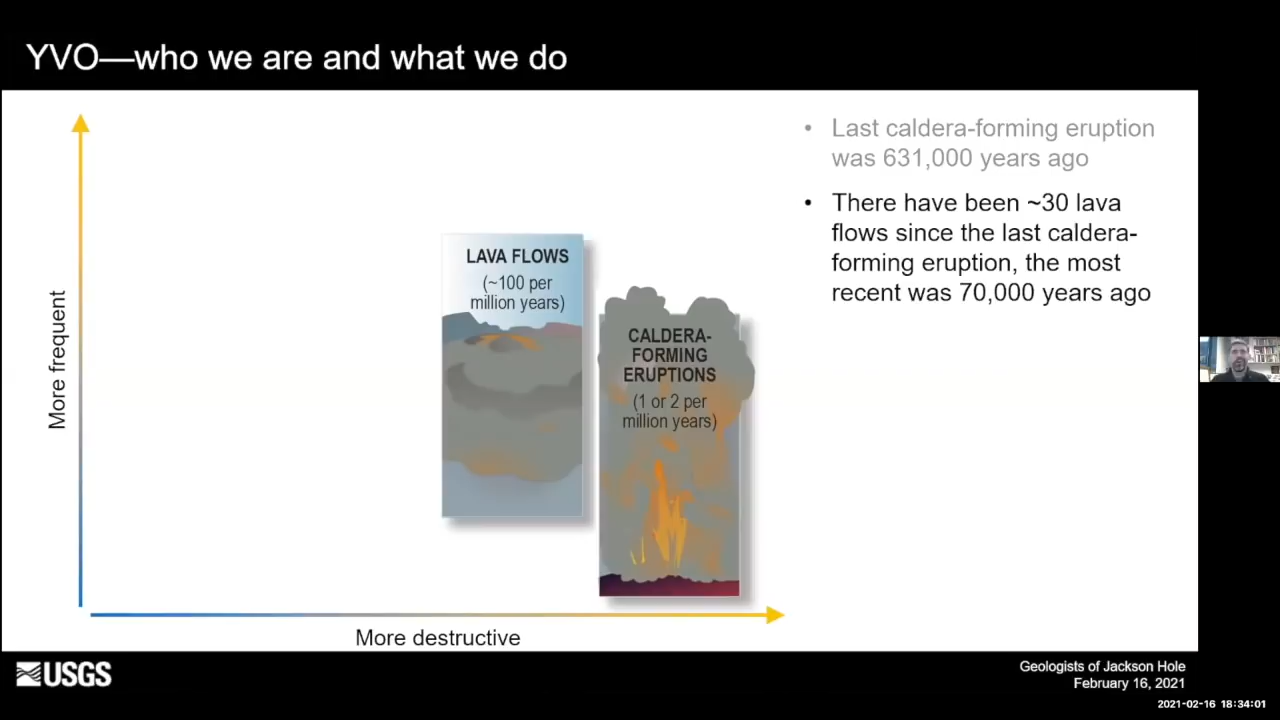 YVO—who we are and what we do
More frequent
LAVA FLOWS
(~100 per
million years)
CALDERA-
FORMING
ERUPTIONS
(1 or 2 per
million years)
More destructive
• Last caldera-forming eruption
was 631,000 years ago
• There have been ~30 lava
flows since the last caldera-
forming eruption, the most
recent was 70,000 years ago
USGS
Geologists of Jackson Hole
February 16, 2021
2021-02-16 18:34:01